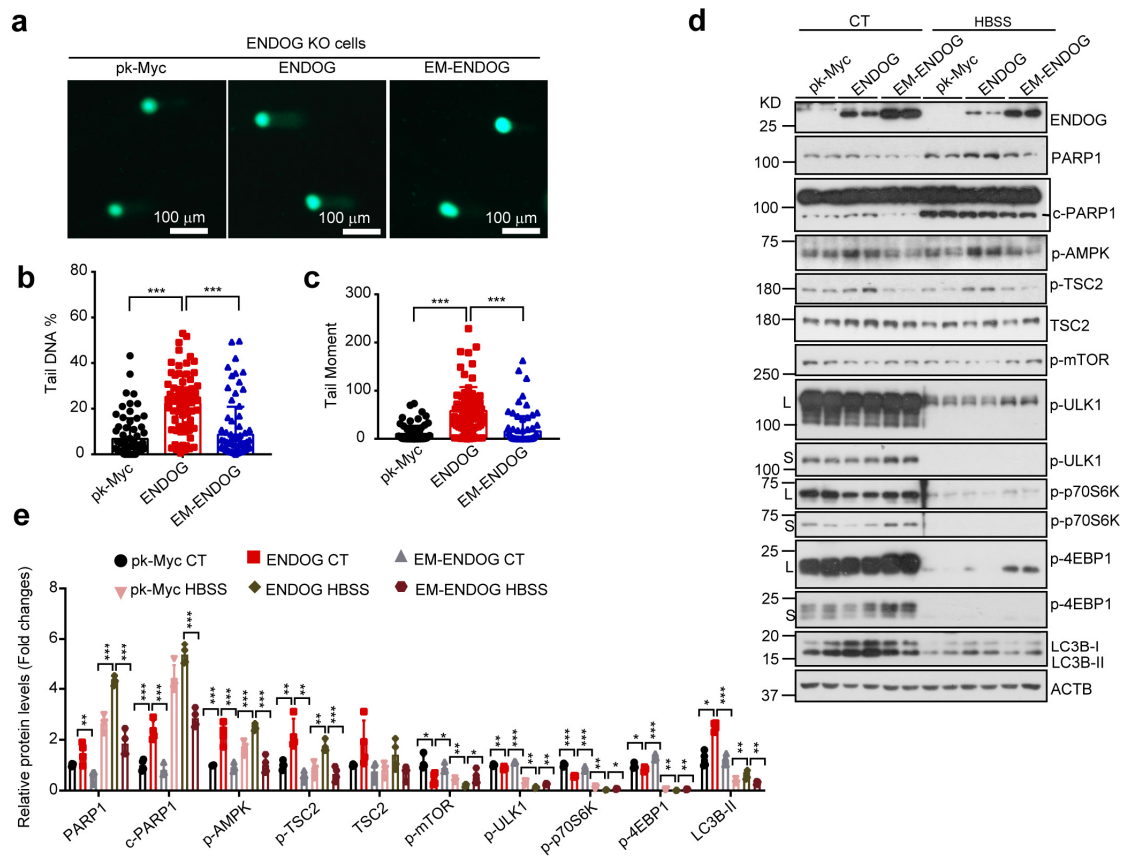 a
ENDOG KO cells
pk-Myc ENDOG EM-ENDOG
100 μm 100 μm 100 μm
b
Tail DNA %
80
60
40
20
0
*** ***
pk-Myc ENDOG EM-ENDOG
c
Tail Moment
300
200
100
0
*** ***
pk-Myc ENDOG EM-ENDOG
d
CT HBSS
pk-Myc ENDOG EM-ENDOG pk-Myc ENDOG EM-ENDOG
KD
25 ENDOG
100 PARP1
100 c-PARP1
75 p-AMPK
180 p-TSC2
180 TSC2
250 p-mTOR
L 100 p-ULK1
S 100 p-ULK1
75 L p-p70S6K
75 S p-p70S6K
25 L p-4EBP1
25 S p-4EBP1
20 LC3B-I
15 LC3B-II
37 ACTB
e
pk-Myc CT ENDOG CT EM-ENDOG CT
pk-Myc HBSS ENDOG HBSS EM-ENDOG HBSS
Relative protein levels (Fold changes)
8
6
4
2
0
** *** *** *** *** *** *** *** *** *** ** ** ** *** * * ** * ** *** ** ** *** *** ** * * *** ** ** * *** ** **
PARP1 c-PARP1 p-AMPK p-TSC2 TSC2 p-mTOR p-ULK1 p-p70S6K p-4EBP1 LC3B-II